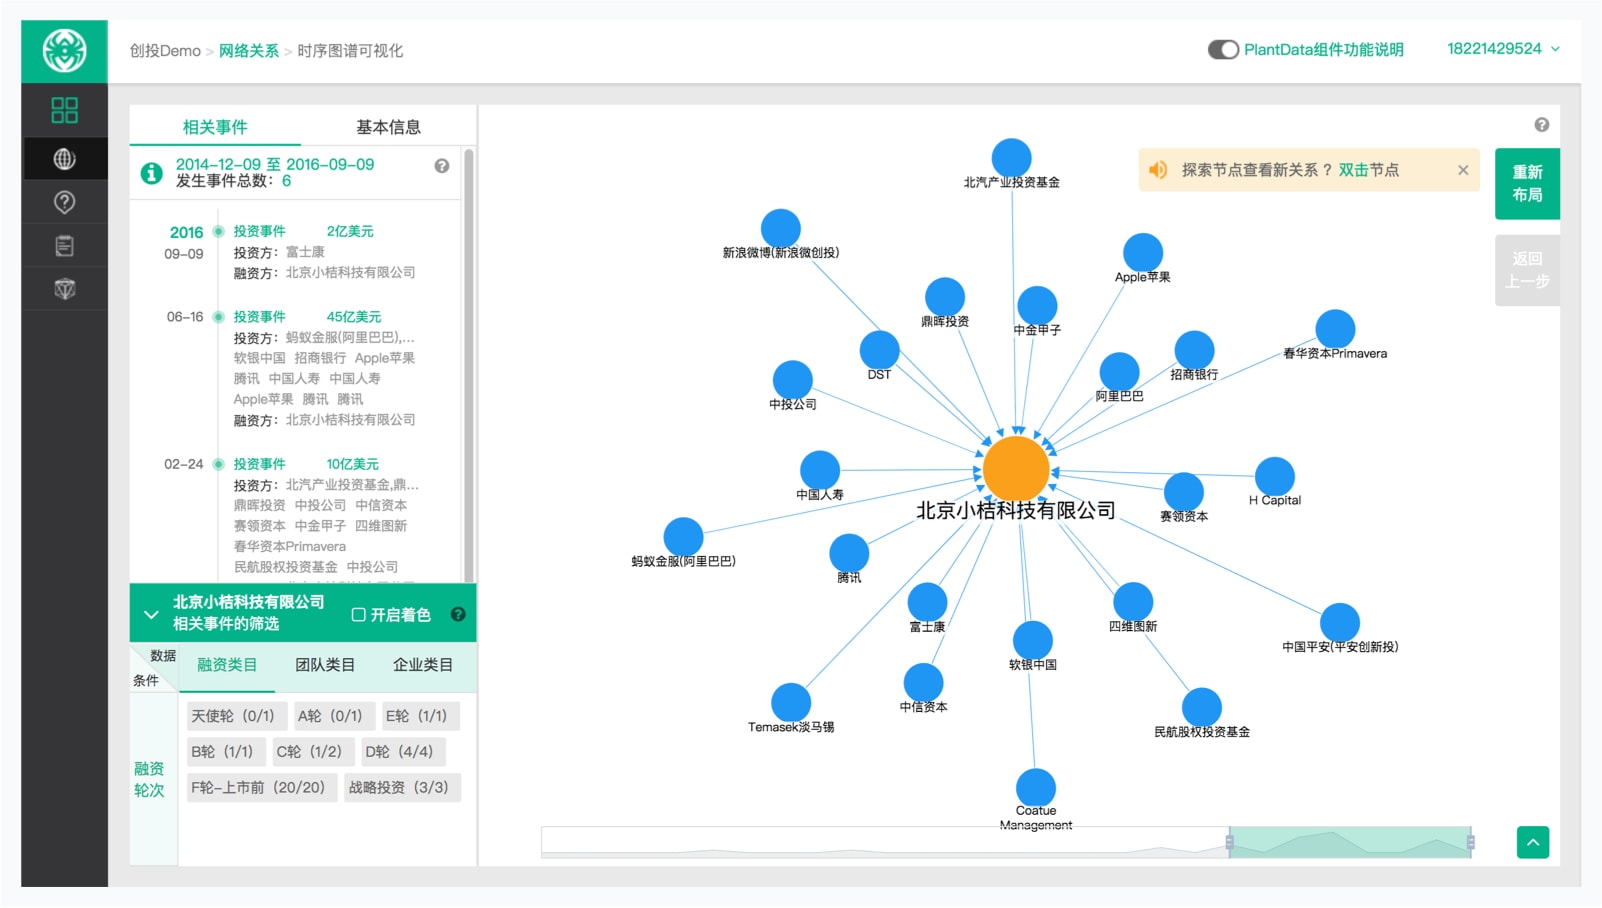 创投Demo > 网络关系 > 时序图谱可视化
PlantData组件功能说明
18221429524
相关事件
基本信息
2014-12-09 至 2016-09-09
发生事件总数：6
2016
09-09
投资事件 2亿美元
投资方：富士康
融资方：北京小桔科技有限公司
06-16
投资事件 45亿美元
投资方：蚂蚁金服(阿里巴巴),...
软银中国 招商银行 Apple苹果
腾讯 中国人寿 中国人寿
Apple苹果 腾讯 腾讯
融资方：北京小桔科技有限公司
02-24
投资事件 10亿美元
投资方：北汽产业投资基金,鼎...
鼎晖投资 中投公司 中信资本
赛领资本 中金甲子 四维图新
春华资本Primavera
民航股权投资基金 中投公司
北京小桔科技有限公司
相关事件的筛选
开启着色
数据
条件
融资类目
团队类目
企业类目
融资
轮次
天使轮（0/1）
A轮（0/1）
E轮（1/1）
B轮（1/1）
C轮（1/2）
D轮（4/4）
F轮-上市前（20/20）
战略投资（3/3）
探索节点查看新关系？双击节点
重新
布局
返回
上一步
北汽产业投资基金
新浪微博(新浪微创投)
Apple苹果
鼎晖投资
中金甲子
春华资本Primavera
DST
招商银行
阿里巴巴
中投公司
中国人寿
H Capital
赛领资本
北京小桔科技有限公司
蚂蚁金服(阿里巴巴)
腾讯
富士康
四维图新
中国平安(平安创新投)
软银中国
中信资本
Temasek淡马锡
民航股权投资基金
Coatue
Management